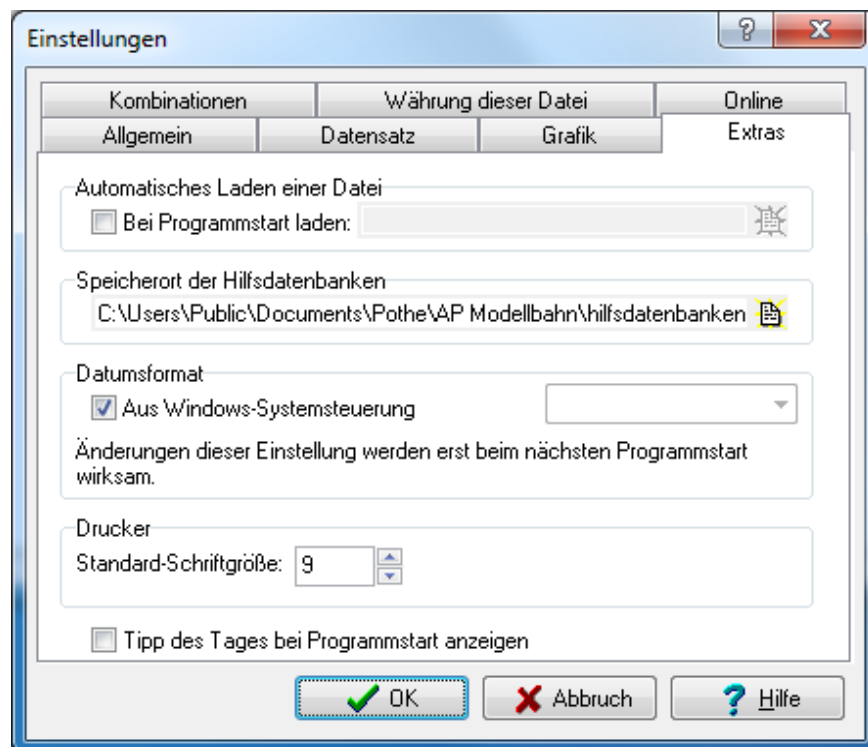 Einstellungen
Kombinationen
Währung dieser Datei
Online
Allgemein
Datensatz
Grafik
Extras
Automatisches Laden einer Datei
Bei Programmstart laden:
Speicherort der Hilfsdatenbanken
C:\Users\Public\Documents\Pothe\AP Modellbahn\hilfsdatenbanken
Datumsformat
Aus Windows-Systemsteuerung
Änderungen dieser Einstellung werden erst beim nächsten Programmstart
wirksam.
Drucker
Standard-Schriftgröße: 9
Tipp des Tages bei Programmstart anzeigen
OK
Abbruch
Hilfe